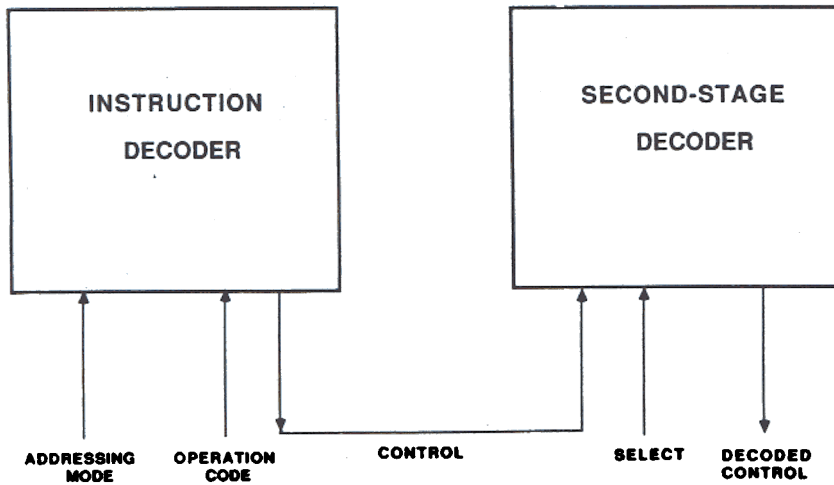 INSTRUCTION
DECODER
SECOND-STAGE
DECODER
ADDRESSING
MODE
OPERATION
CODE
CONTROL
SELECT
DECODED
CONTROL